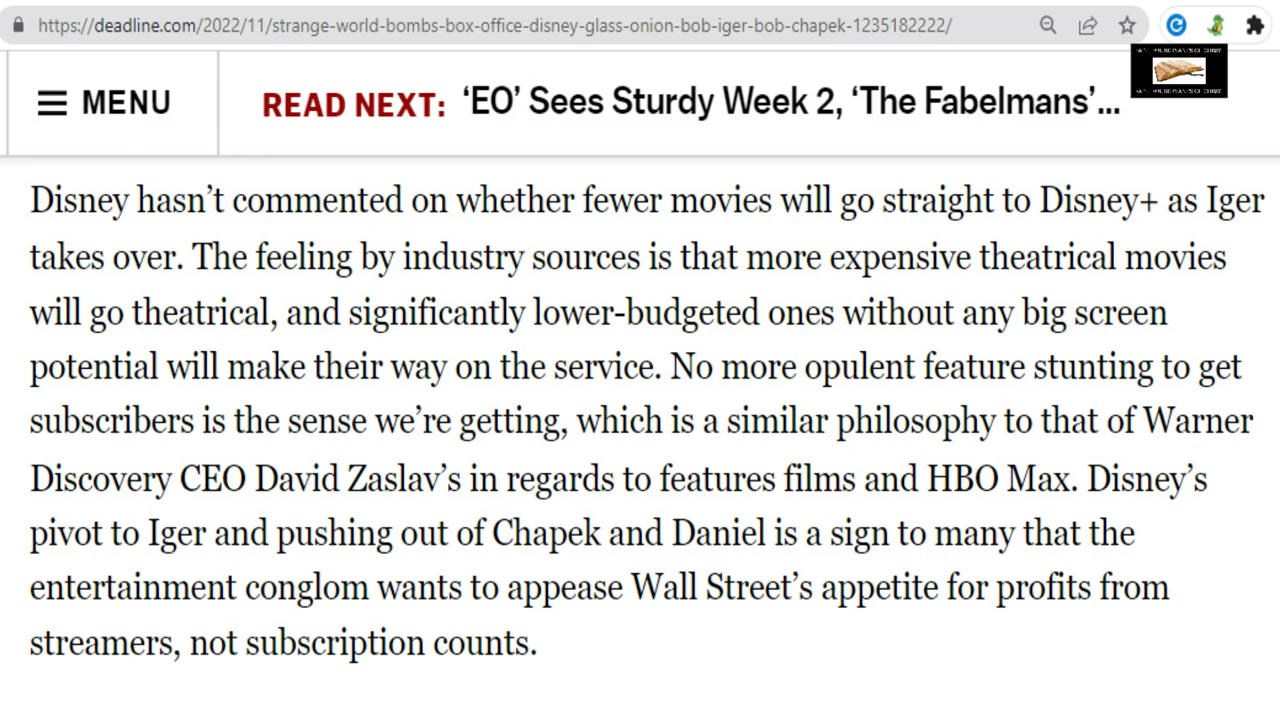 https://deadline.com/2022/11/strange-world-bombs-box-office-disney-glass-onion-bob-iger-bob-chapek-1235182222/
MENU
READ NEXT: ‘EO’ Sees Sturdy Week 2, ‘The Fabelmans’...
Disney hasn’t commented on whether fewer movies will go straight to Disney+ as Iger
takes over. The feeling by industry sources is that more expensive theatrical movies
will go theatrical, and significantly lower-budgeted ones without any big screen
potential will make their way on the service. No more opulent feature stunting to get
subscribers is the sense we’re getting, which is a similar philosophy to that of Warner
Discovery CEO David Zaslav’s in regards to features films and HBO Max. Disney’s
pivot to Iger and pushing out of Chapek and Daniel is a sign to many that the
entertainment conglom wants to appease Wall Street’s appetite for profits from
streamers, not subscription counts.